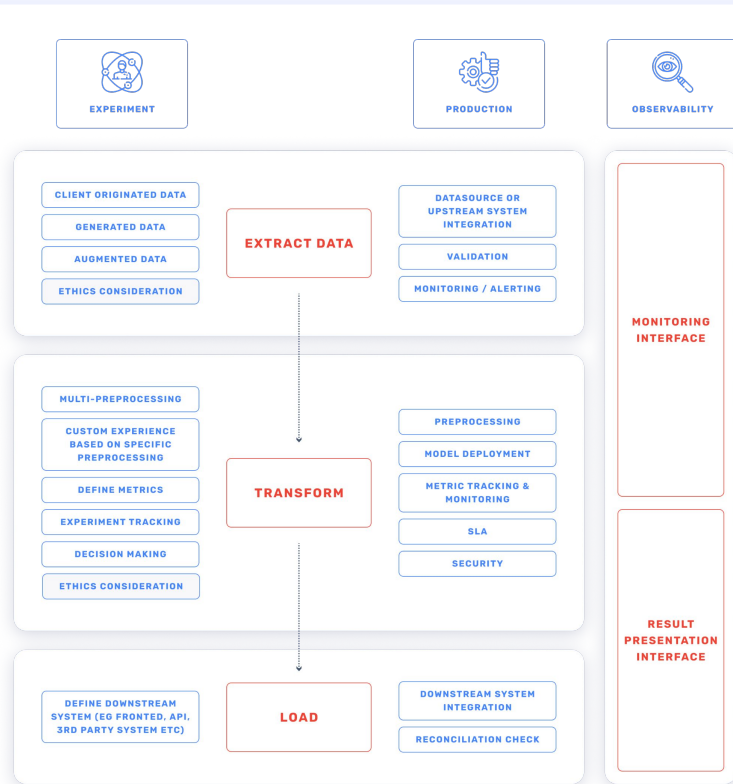 EXPERIMENT
PRODUCTION
OBSERVABILITY
CLIENT ORIGINATED DATA
GENERATED DATA
AUGMENTED DATA
ETHICS CONSIDERATION
EXTRACT DATA
DATASOURCE OR
UPSTREAM SYSTEM
INTEGRATION
VALIDATION
MONITORING / ALERTING
MULTI-PREPROCESSING
CUSTOM EXPERIENCE
BASED ON SPECIFIC
PREPROCESSING
DEFINE METRICS
EXPERIMENT TRACKING
DECISION MAKING
ETHICS CONSIDERATION
TRANSFORM
PREPROCESSING
MODEL DEPLOYMENT
METRIC TRACKING &
MONITORING
SLA
SECURITY
DEFINE DOWNSTREAM
SYSTEM (EG FRONTED, API,
3RD PARTY SYSTEM ETC)
LOAD
DOWNSTREAM SYSTEM
INTEGRATION
RECONCILIATION CHECK
MONITORING
INTERFACE
RESULT
PRESENTATION
INTERFACE